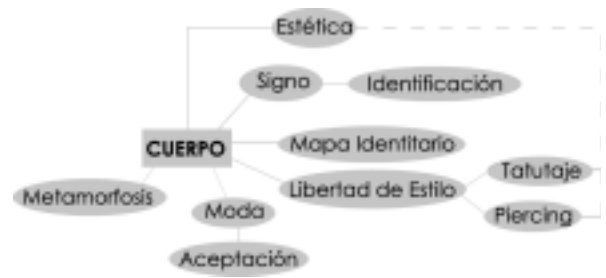 Estética
Signo
Identificación
CUERPO
Mapa Identitario
Libertad de Estilo
Tatutaje
Metamorfosis
Moda
Piercing
Aceptación